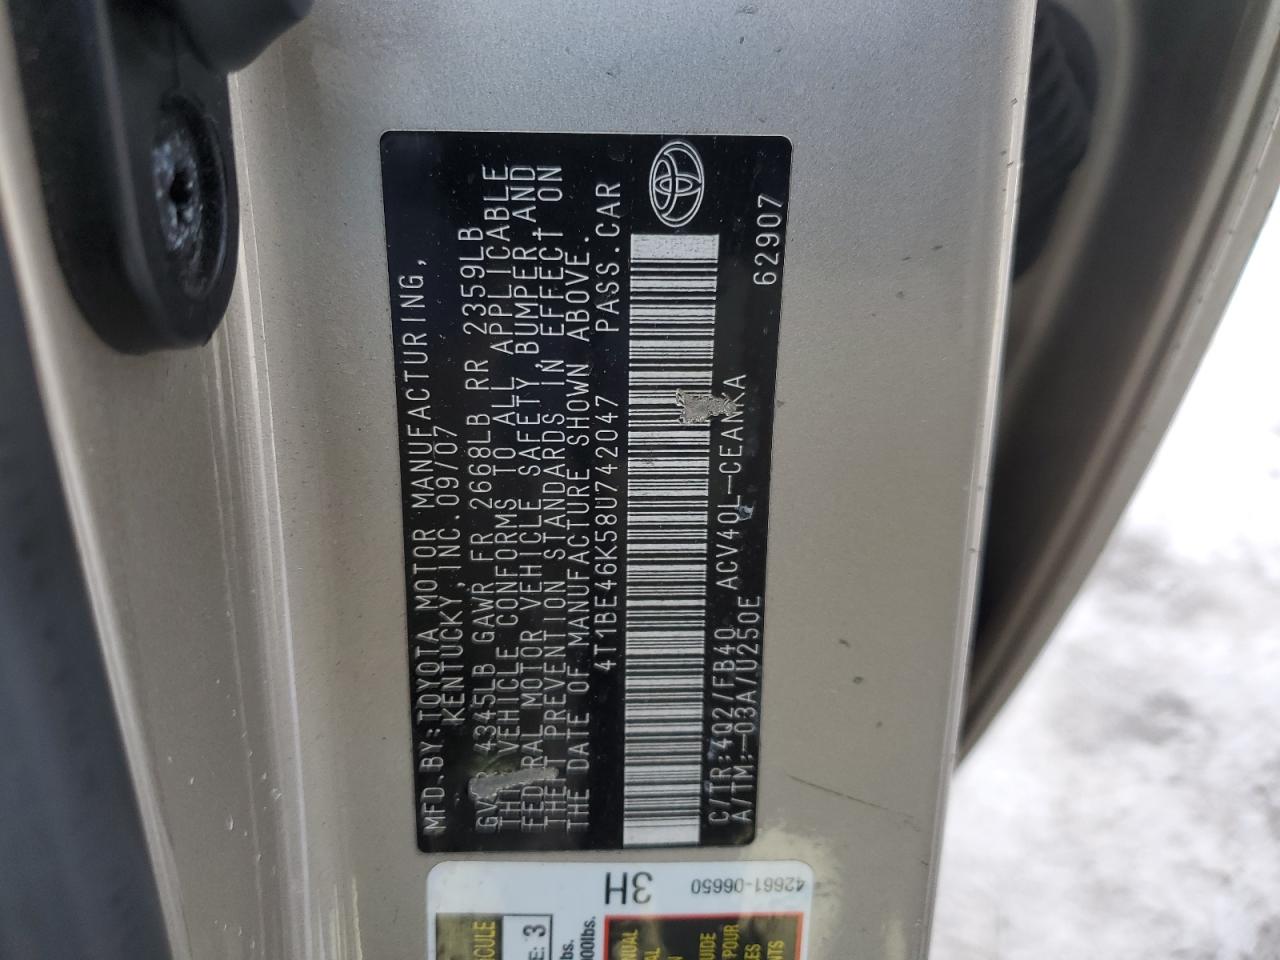 MFD.BY:TOYOTA MOTOR MANUFACTURING,
KENTUCKY,INC.09/07
4345LB GAWR FR 2668LB RR 2359LB
VEHICLE CONFORMS TO ALL APPLICABLE
FEDERAL MOTOR VEHICLE SAFETY,BUMPER,AND
THEFT PREVENTION STANDARDS IN EFFECT ON
THE DATE OF MANUFACTURE SHOWN ABOVE.
4T1BE46K58U742047 PASS.CAR
C/TR:4Q2/FB40 ACV40L-CEANKA
A/TM:-03A/U250E 62907
3H
42661-06650
3